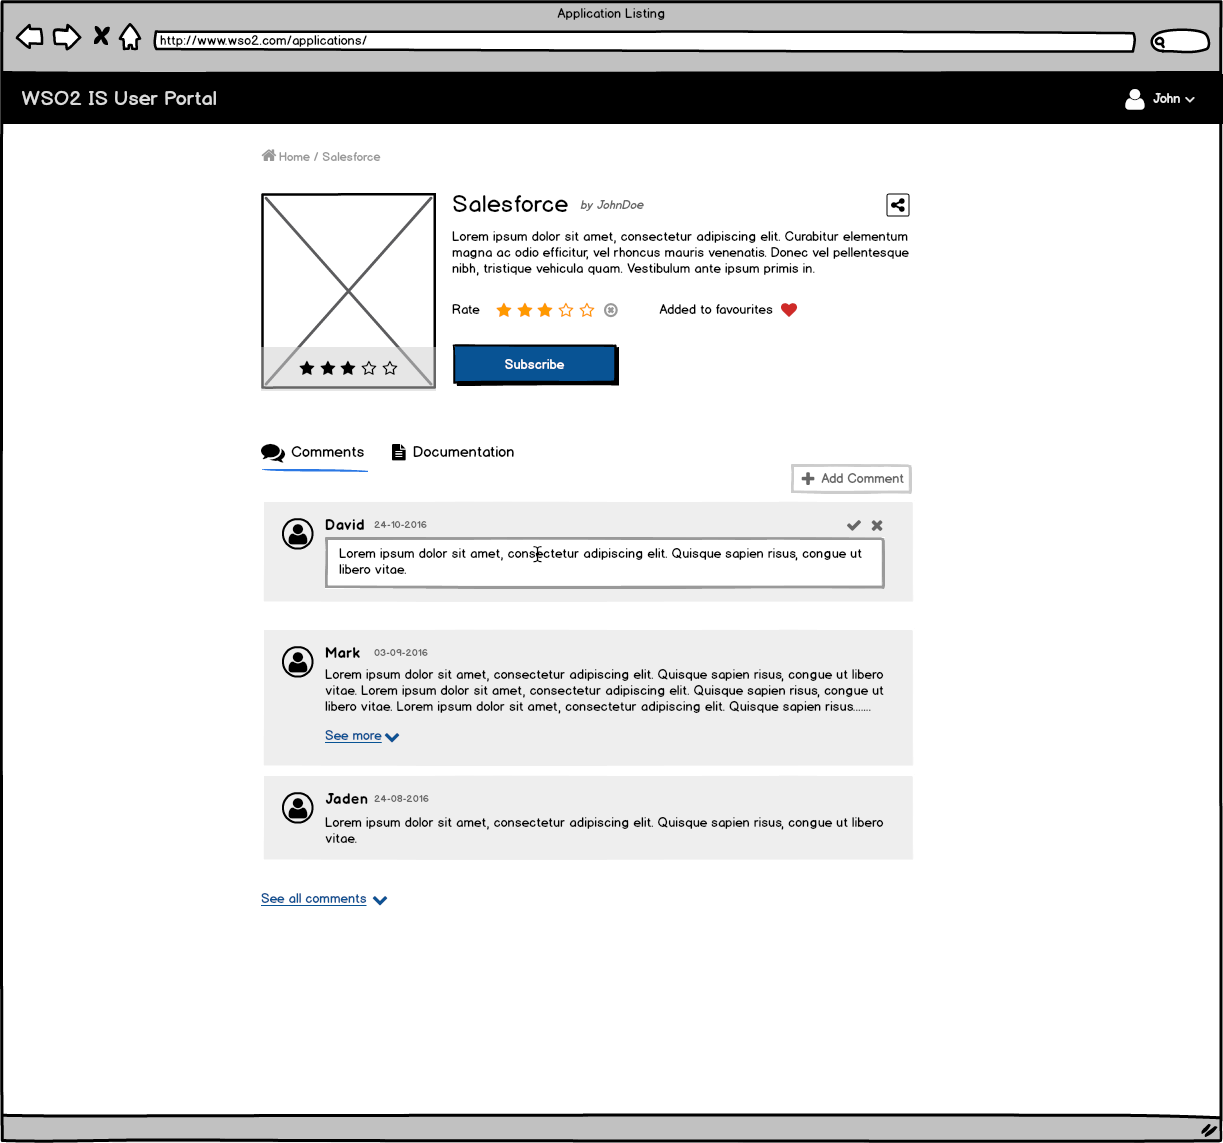 Application Listing
http://www.wso2.com/applications/
WSO2 IS User Portal
John
Home / Salesforce
Salesforce by JohnDoe
Lorem ipsum dolor sit amet, consectetur adipiscing elit. Curabitur elementum
magna ac odio efficitur, vel rhoncus mauris venenatis. Donec vel pellentesque
nibh, tristique vehicula quam. Vestibulum ante ipsum primis in.
Rate
Added to favourites
Subscribe
Comments
Documentation
Add Comment
David 24-10-2016
Lorem ipsum dolor sit amet, consectetur adipiscing elit. Quisque sapien risus, congue ut
libero vitae.
Mark 03-09-2016
Lorem ipsum dolor sit amet, consectetur adipiscing elit. Quisque sapien risus, congue ut libero
vitae. Lorem ipsum dolor sit amet, consectetur adipiscing elit. Quisque sapien risus, congue ut
libero vitae. Lorem ipsum dolor sit amet, consectetur adipiscing elit. Quisque sapien risus.......
See more
Jaden 24-08-2016
Lorem ipsum dolor sit amet, consectetur adipiscing elit. Quisque sapien risus, congue ut libero
vitae.
See all comments